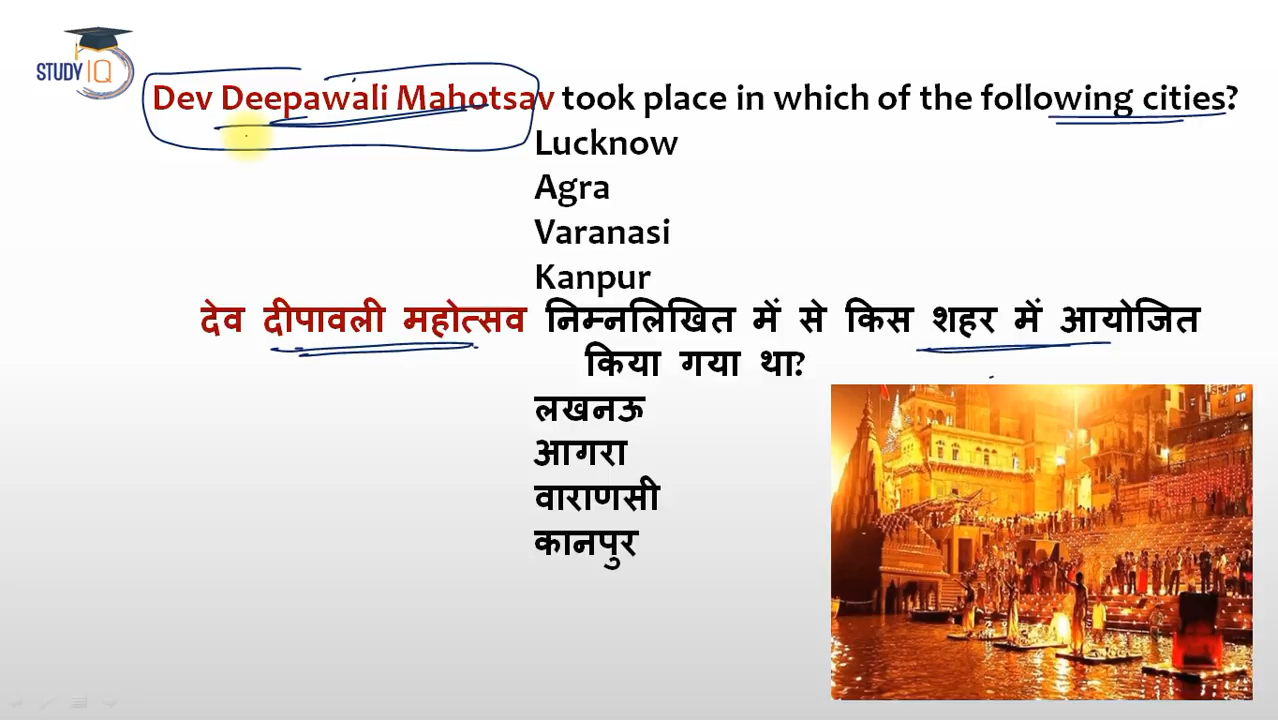 STUDY IQ
Dev Deepawali Mahotsav took place in which of the following cities?
Lucknow
Agra
Varanasi
Kanpur
देव दीपावली महोत्सव निम्नलिखित में से किस शहर में आयोजित
किया गया था?
लखनऊ
आगरा
वाराणसी
कानपुर